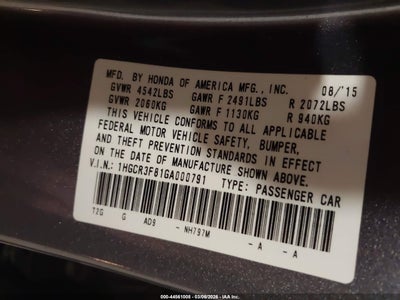 MFD. BY HONDA OF AMERICA MFG., INC. 08/'15
GVWR 4542LBS GAWR F 2491LBS R 2072LBS
GVWR 2060KG GAWR F 1130KG R 940KG
THIS VEHICLE CONFORMS TO ALL APPLICABLE
FEDERAL MOTOR VEHICLE SAFETY, BUMPER,
AND THEFT PREVENTION STANDARDS IN EFFECT
ON THE DATE OF MANUFACTURE SHOWN ABOVE.
V.I.N.: 1HGCR3F81GA000791 TYPE: PASSENGER CAR
T2G G AD9 - NH797M - A - A
000-44561008 - 03/06/2026 - IAA Inc.